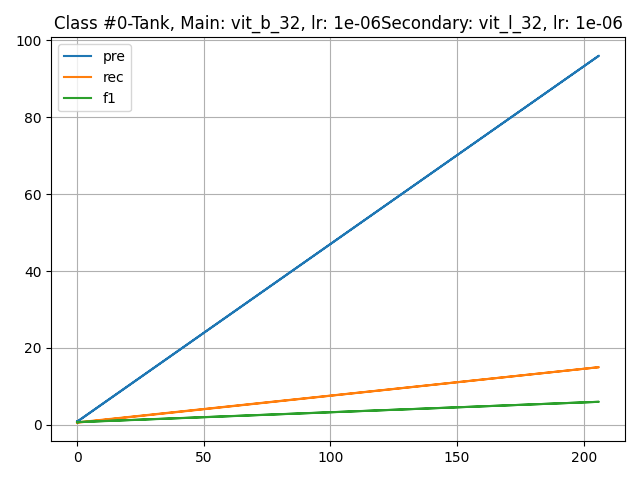 Class #0-Tank, Main: vit_b_32, lr: 1e-06Secondary: vit_l_32, lr: 1e-06
pre
rec
f1
100
80
60
40
20
0
0 50 100 150 200